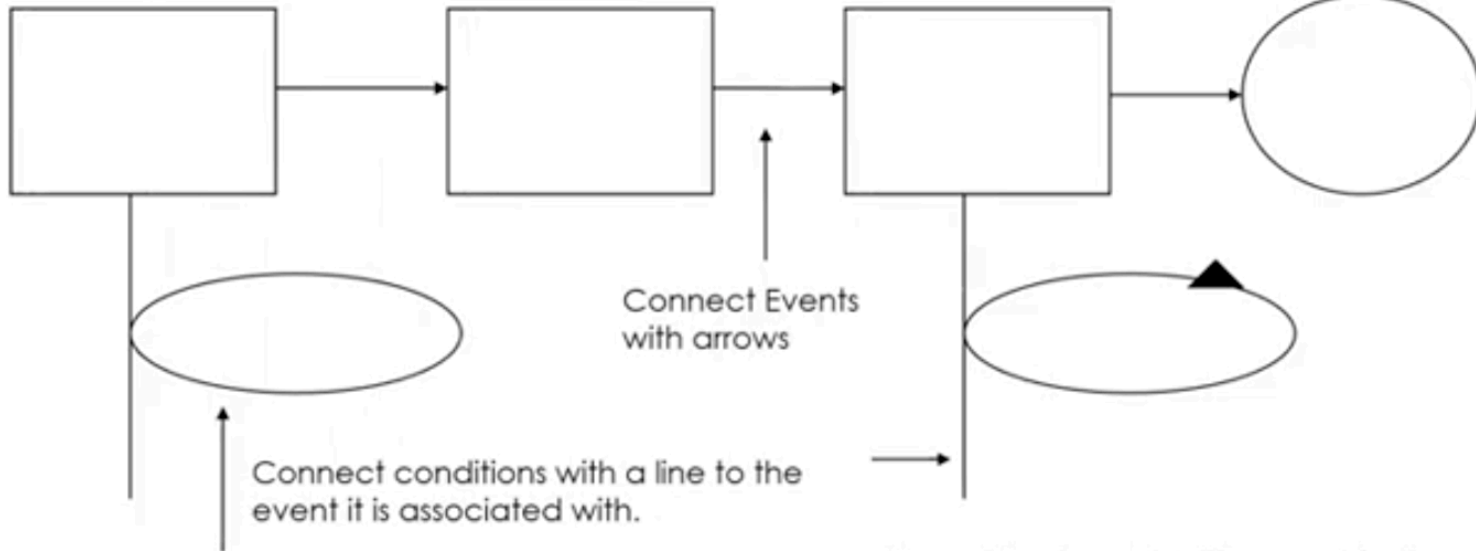 Connect Events
with arrows
Connect conditions with a line to the
event it is associated with.